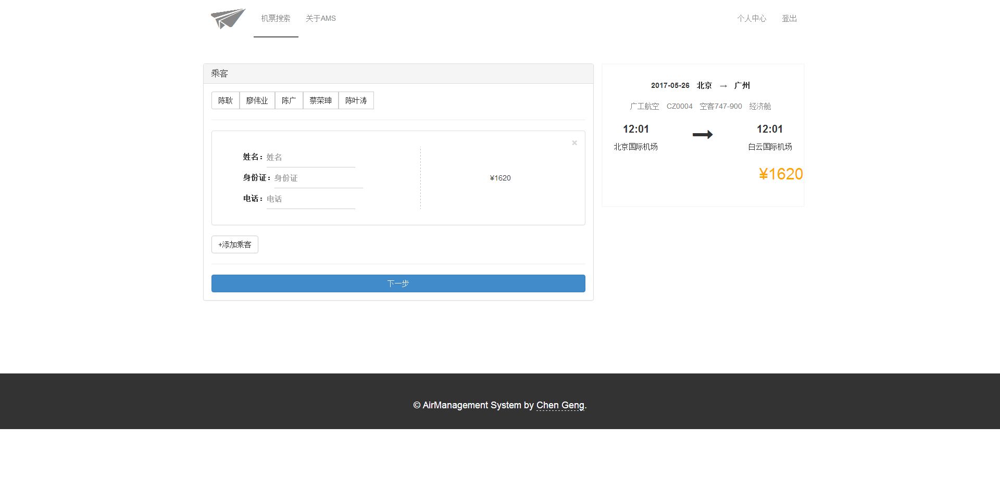 机票搜索 关于AMS 个人中心 登出
乘客
陈耿 廖伟业 陈广 蔡荣珅 陈叶涛
×
姓名：姓名
身份证：身份证
电话：电话
¥1620
+添加乘客
下一步
2017-05-26 北京 → 广州
广工航空 CZ0004 空客747-900 经济舱
12:01 12:01
北京国际机场 白云国际机场
¥1620
© AirManagement System by Chen Geng.